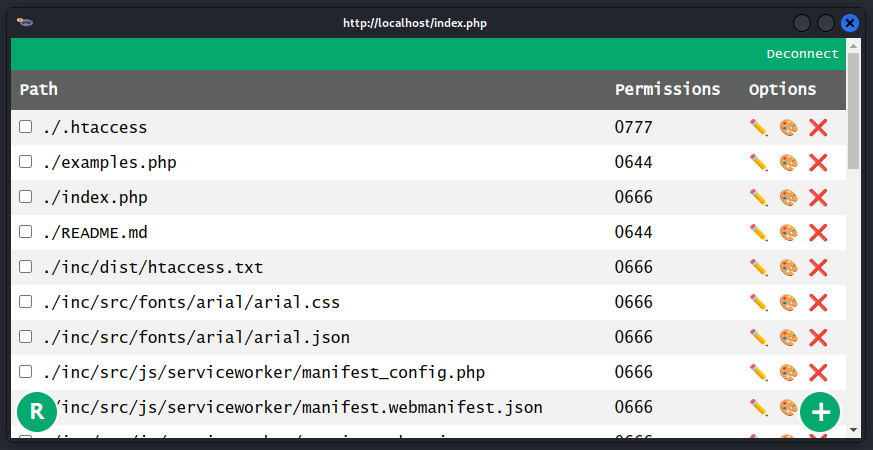 http://localhost/index.php
Deconnect
Path Permissions Options
./.htaccess 0777
./examples.php 0644
./index.php 0666
./README.md 0644
./inc/dist/htaccess.txt 0666
./inc/src/fonts/arial/arial.css 0666
./inc/src/fonts/arial/arial.json 0666
./inc/src/js/serviceworker/manifest_config.php 0666
/inc/src/js/serviceworker/manifest.webmanifest.json 0666
R +